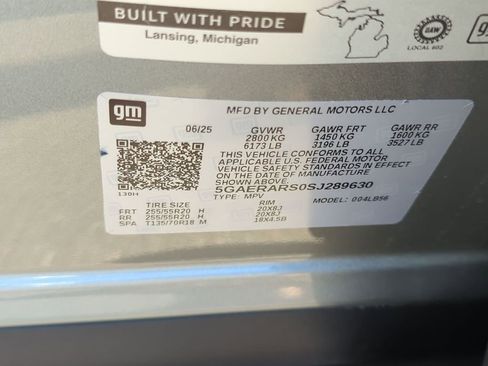 BUILT WITH PRIDE
Lansing, Michigan
UAW
LOCAL 602
gm
MFD BY GENERAL MOTORS LLC
06/25 GVWR GAWR FRT GAWR RR
2800 KG 1450 KG 1600 KG
6173 LB 3196 LB 3527 LB
THIS VEHICLE CONFORMS TO ALL
APPLICABLE U.S. FEDERAL MOTOR
VEHICLE SAFETY STANDARDS IN EFFECT
ON THE DATE OF MANUFACTURE
SHOWN ABOVE.
5GAERARS0SJ289630
130H
TYPE: MPV MODEL: 004LB56
TIRE SIZE RIM
FRT 255/55R20 H 20X8J
RR 255/55R20 H 20X8J
SPA T135/70R18 M 18X4.5B